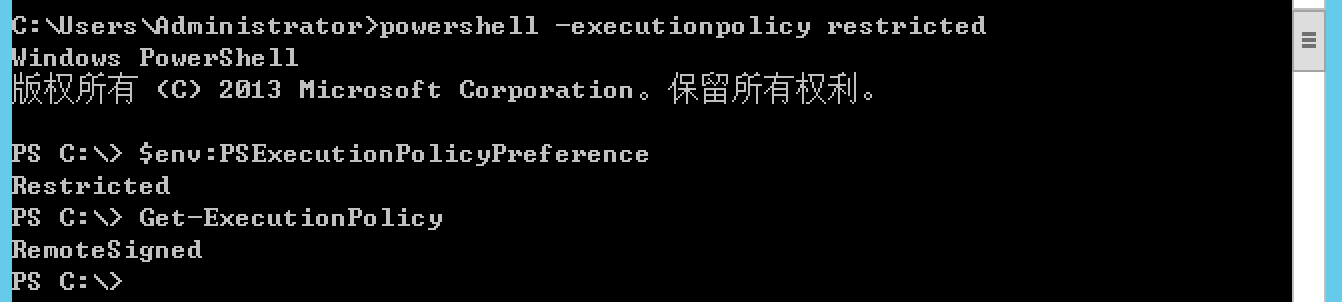 C:\Users\Administrator>powershell -executionpolicy restricted
Windows PowerShell
版权所有 (C) 2013 Microsoft Corporation。保留所有权利。
PS C:\> $env:PSExecutionPolicyPreference
Restricted
PS C:\> Get-ExecutionPolicy
RemoteSigned
PS C:\>